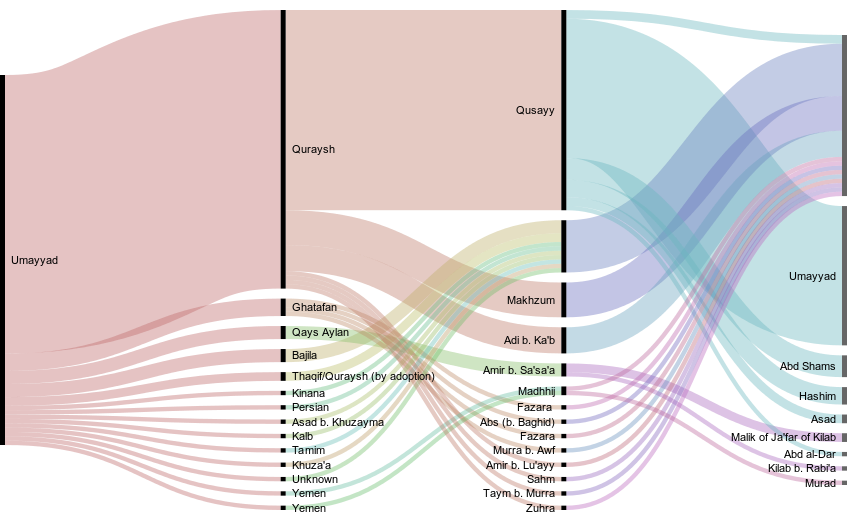 Umayyad
Quraysh
Ghatafan
Qays Aylan
Bajila
Thaqif/Quraysh (by adoption)
Kinana
Persian
Asad b. Khuzayma
Kalb
Tamim
Khuza'a
Unknown
Yemen
Yemen
Qusayy
Makhzum
Adi b. Ka'b
Amir b. Sa'sa'a
Madhhij
Fazara
Abs (b. Baghid)
Fazara
Murra b. Awf
Amir b. Lu'ayy
Sahm
Taym b. Murra
Zuhra
Umayyad
Abd Shams
Hashim
Asad
Malik of Ja'far of Kilab
Abd al-Dar
Kilab b. Rabi'a
Murad